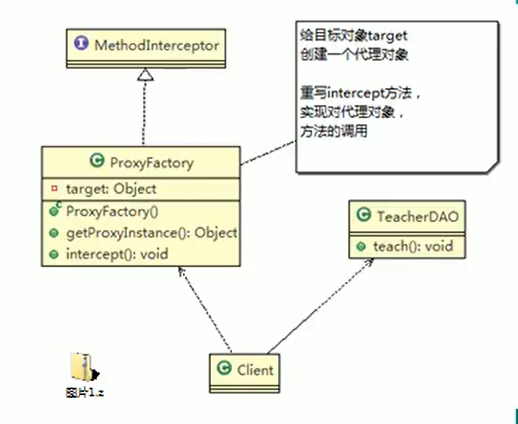 MethodInterceptor
给目标对象target
创建一个代理对象
重写intercept方法，
实现对代理对象，
方法的调用
ProxyFactory
target: Object
ProxyFactory()
getProxyInstance(): Object
intercept(): void
TeacherDAO
teach(): void
Client
图片1.z